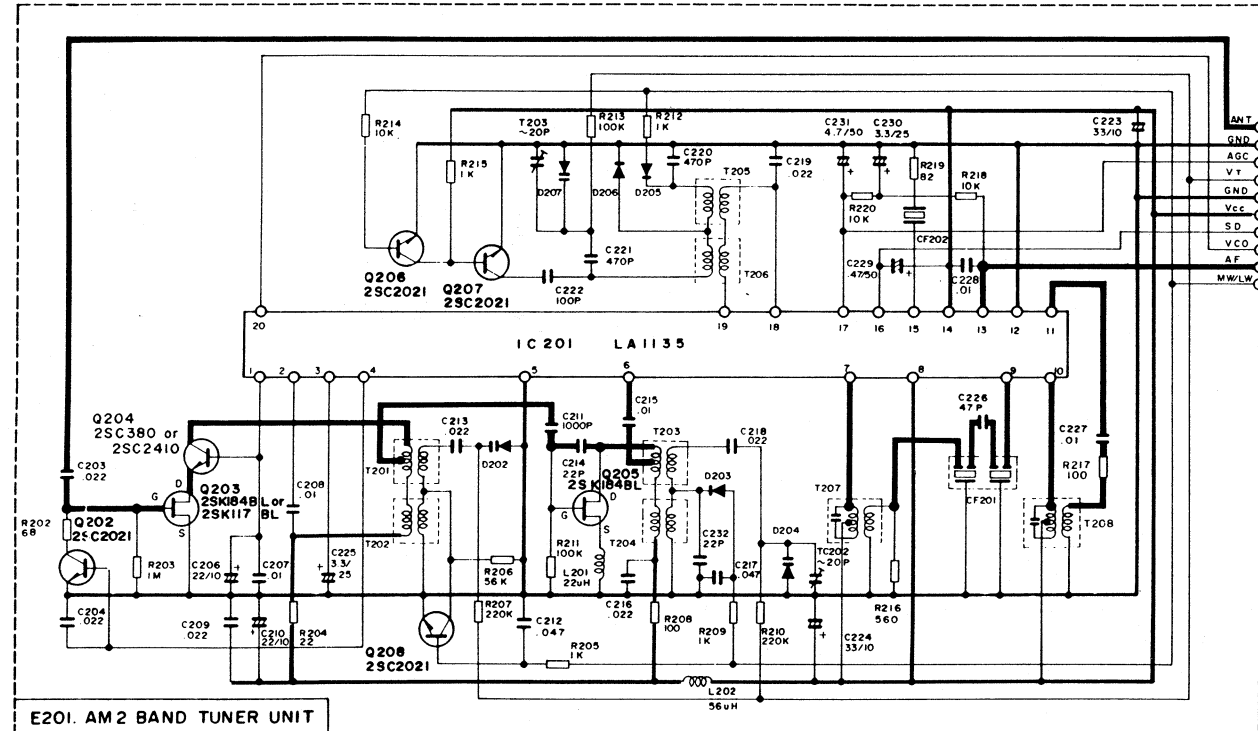 ANT
GND
AGC
VT
GND
Vcc
SD
VCO
AF
MW/LW
R214
10K
R215
1K
T203
~20P
D207
R213
100K
R212
1K
D206
D205
C220
470P
T205
C219
.022
C231
4.7/50
C230
3.3/25
R219
82
R218
10K
R220
10K
C223
33/10
CF202
C229
.47/50
C228
.01
C221
470P
T206
C222
100P
Q206
2SC2021
Q207
2SC2021
20
19
18
17
16
15
14
13
12
11
IC201 LA1135
1
2
3
4
5
6
7
8
9
10
Q204
2SC380 or
2SC2410
C203
.022
G
D
S
Q203
2SK184BL or
2SK117 BL
R202
68
Q202
2SC2021
R203
1M
C204
.022
C206
22/10
C207
.01
C208
.01
C225
3.3/
25
C209
.022
C210
22/10
R204
22
T201
T202
C213
.022
D202
C211
1000P
C214
22P
Q205
2SK184BL
D
G
S
R211
100K
L201
22uH
T204
R206
56K
R207
220K
C212
.047
Q208
2SC2021
R205
1K
C215
.01
T203
C218
.022
D203
C232
22P
C217
.047
C216
.022
R208
100
R209
1K
R210
220K
D204
TC202
~20P
C224
33/10
L202
56uH
T207
R216
560
C226
47P
CF201
C227
.01
R217
100
T208
E201. AM 2 BAND TUNER UNIT